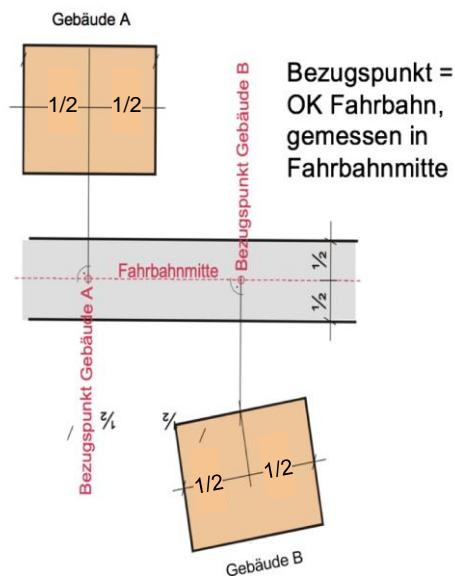 Gebäude A
1/2
1/2
Bezugspunkt Gebäude B
Bezugspunkt =
OK Fahrbahn,
gemessen in
Fahrbahnmitte
Fahrbahnmitte
½
½
Bezugspunkt Gebäude A
½
½
1/2
1/2
Gebäude B